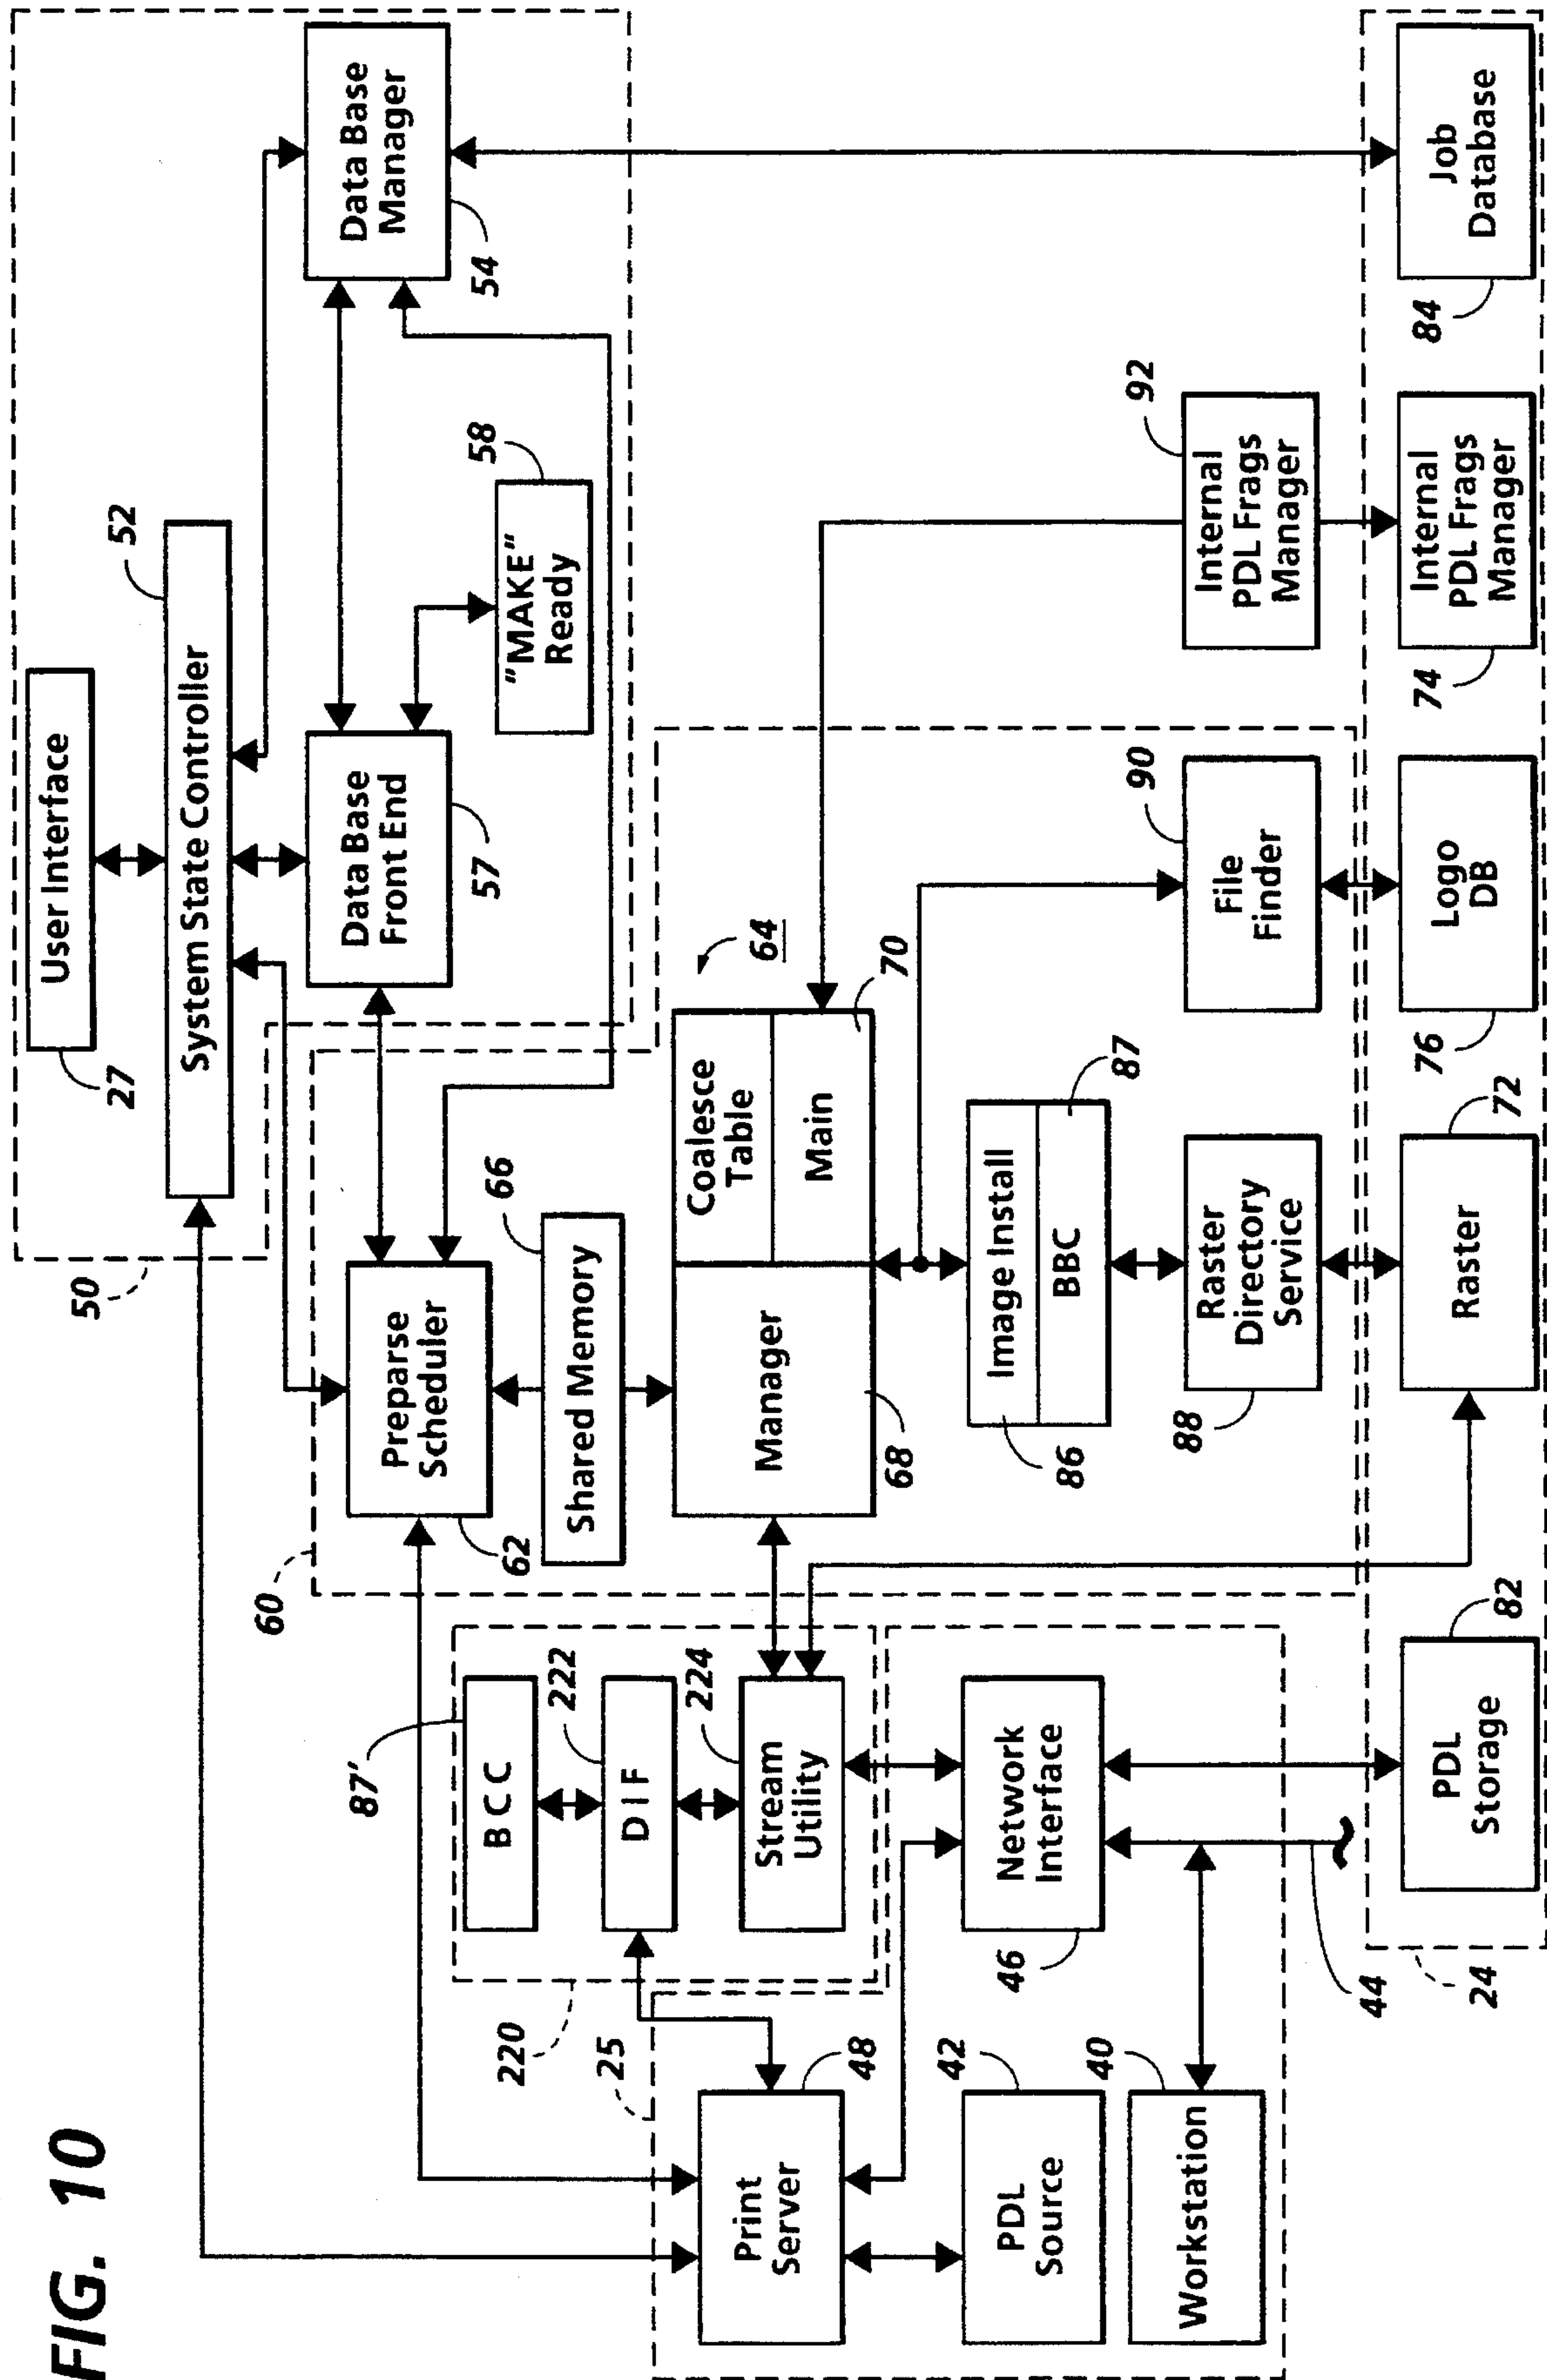 FIG. 10
User Interface
27
System State Controller
52
50
Data Base
Front End
57
Data Base
Manager
54
"MAKE"
Ready
58
60
Preparse
Scheduler
62
Shared Memory
66
64
Manager
68
Coalesce
Table
Main
70
Image Install
86
BBC
87
Raster
Directory
Service
88
File
Finder
90
Internal
PDL Frags
Manager
92
220
87'
BCC
222
DIF
224
Stream
Utility
25
Print
Server
48
PDL
Source
42
Workstation
40
Network
Interface
46
44
24
PDL
Storage
82
Raster
72
Logo
DB
76
Internal
PDL Frags
Manager
74
Job
Database
84